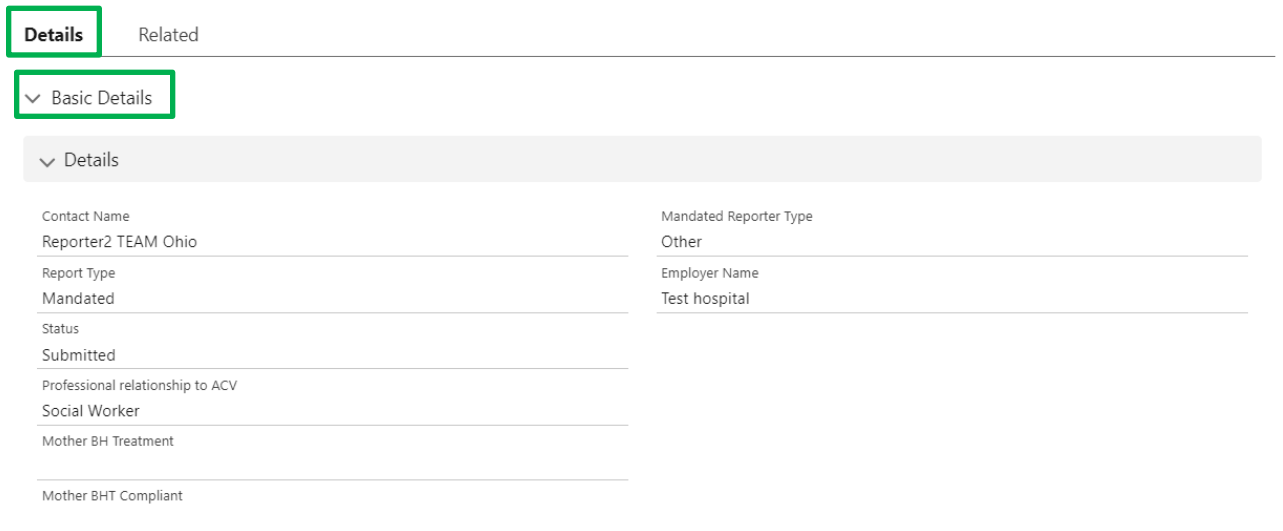 Details
Related
Basic Details
Details
Contact Name
Reporter2 TEAM Ohio
Report Type
Mandated
Status
Submitted
Professional relationship to ACV
Social Worker
Mother BH Treatment
Mother BHT Compliant
Mandated Reporter Type
Other
Employer Name
Test hospital